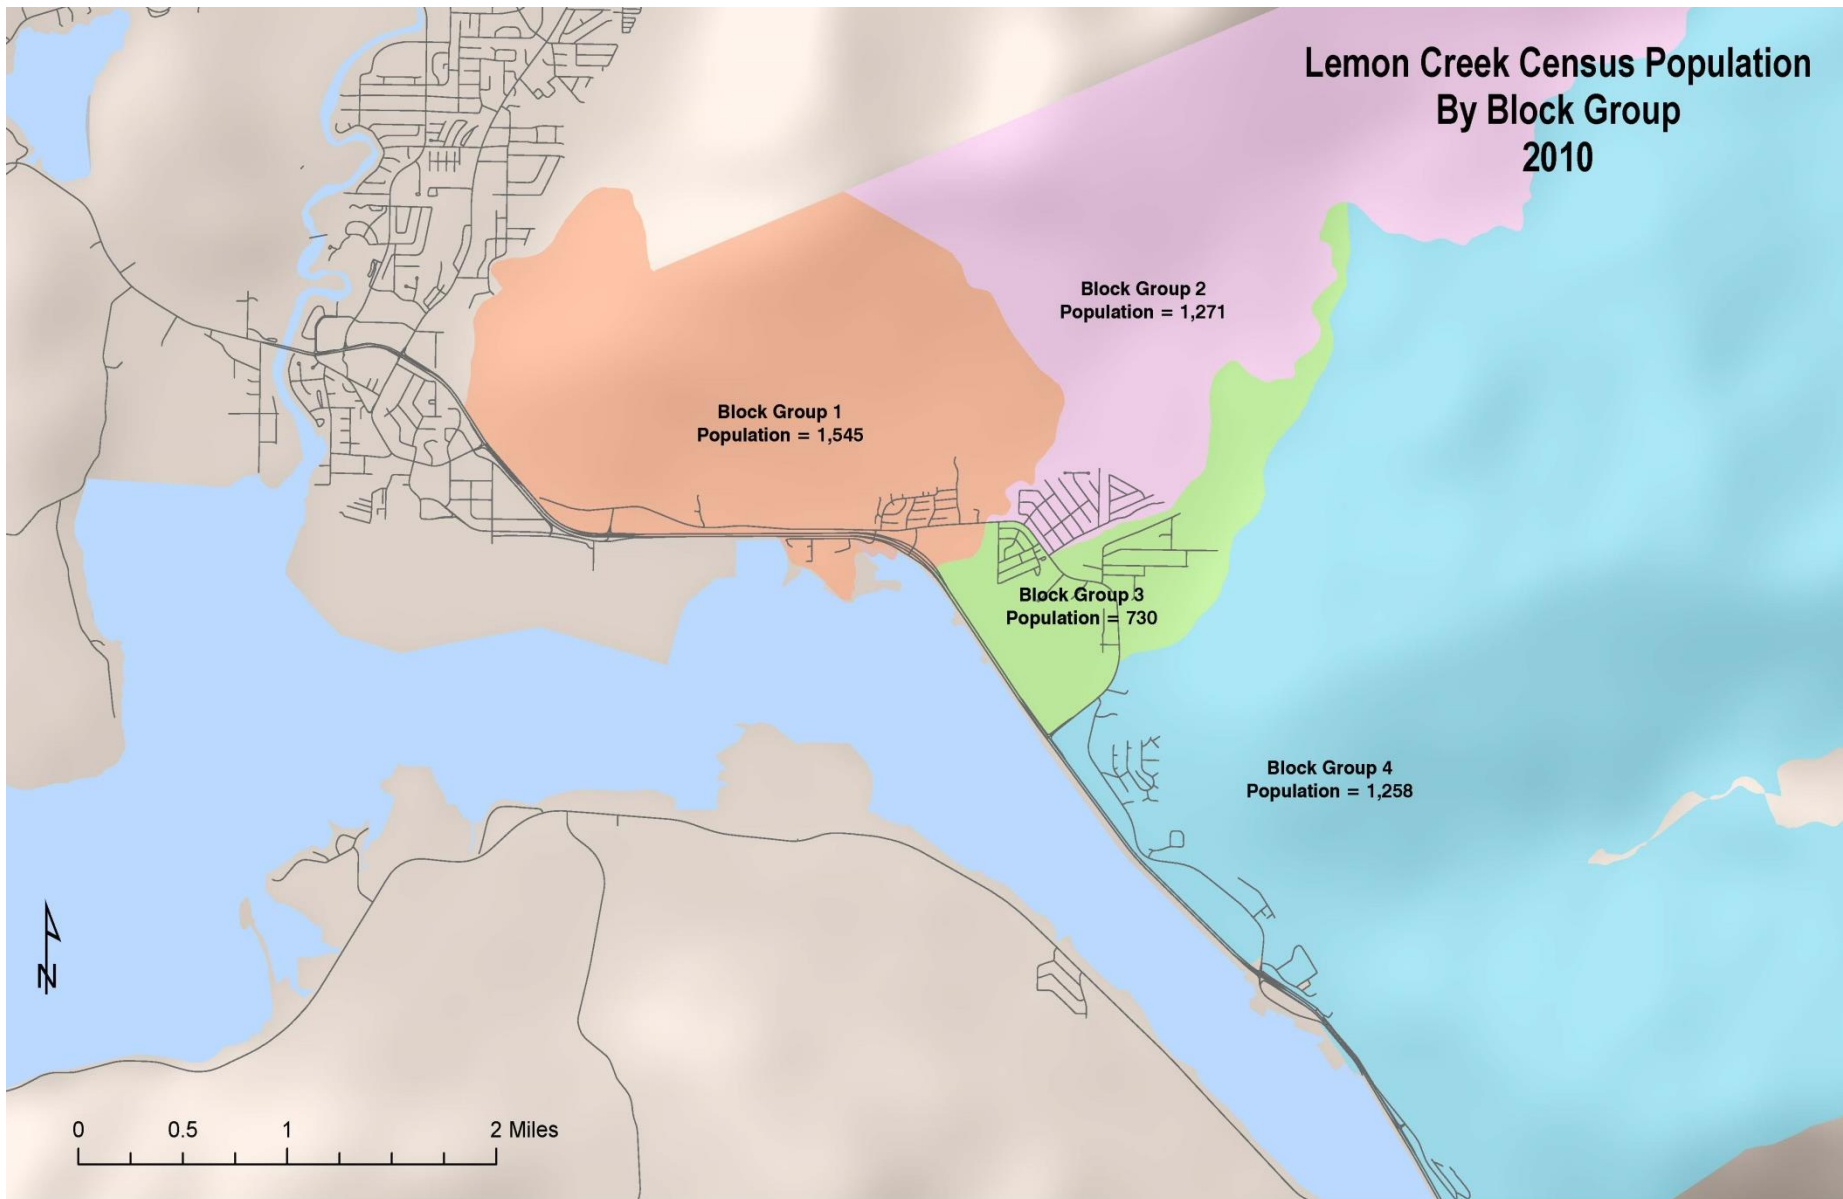 Lemon Creek Census Population
By Block Group
2010
Block Group 2
Population = 1,271
Block Group 1
Population = 1,545
Block Group 3
Population = 730
Block Group 4
Population = 1,258
N
0 0.5 1 2 Miles